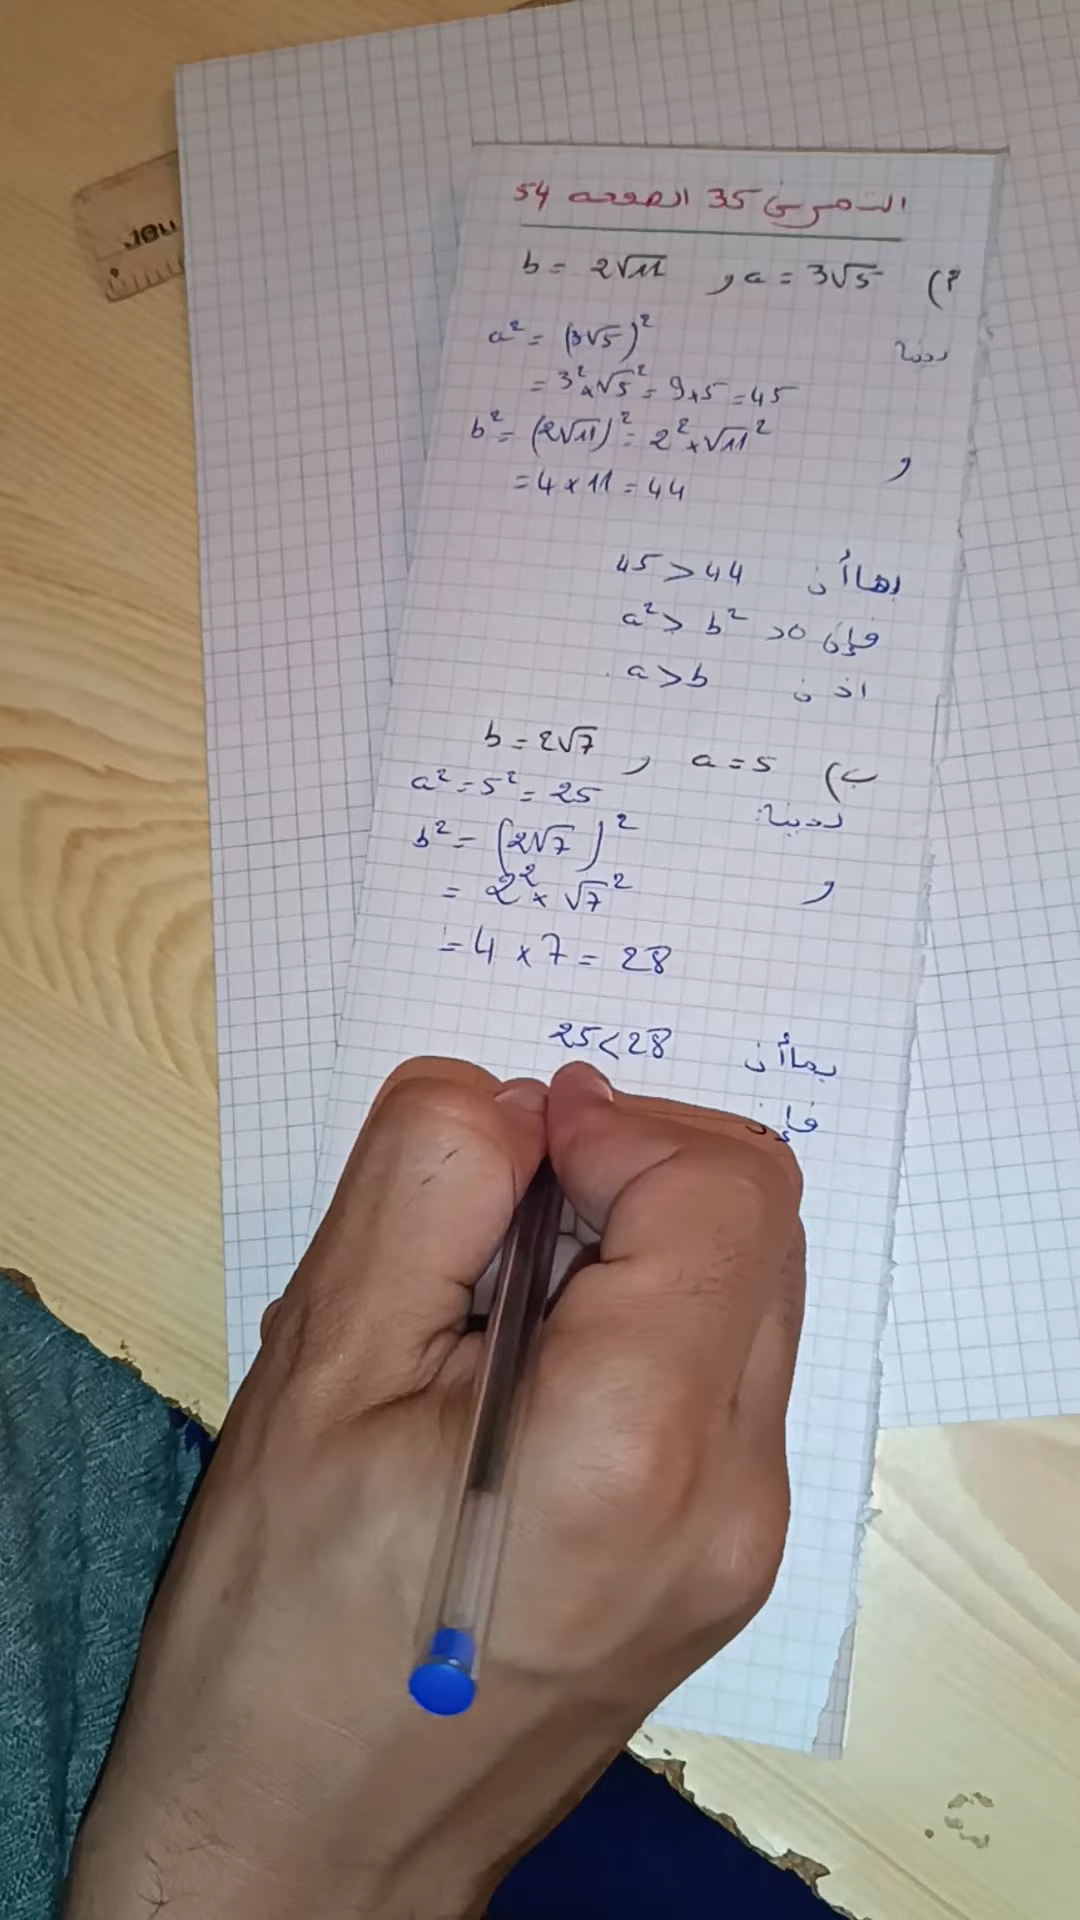 التمرين 35 الصفحة 54
أ) a = 3√5 و b = 2√11
لدينا a² = (3√5)²
= 3² × √5² = 9×5 = 45
و b² = (2√11)² = 2² × √11²
= 4 × 11 = 44
بما أن 45 > 44
فإن a² > b² >0
اذن a > b .
ب) a = 5 و b = 2√7
لدينا: a² = 5² = 25
و b² = (2√7)²
= 2² × √7²
= 4 × 7 = 28
بما أن 25 < 28
فإن